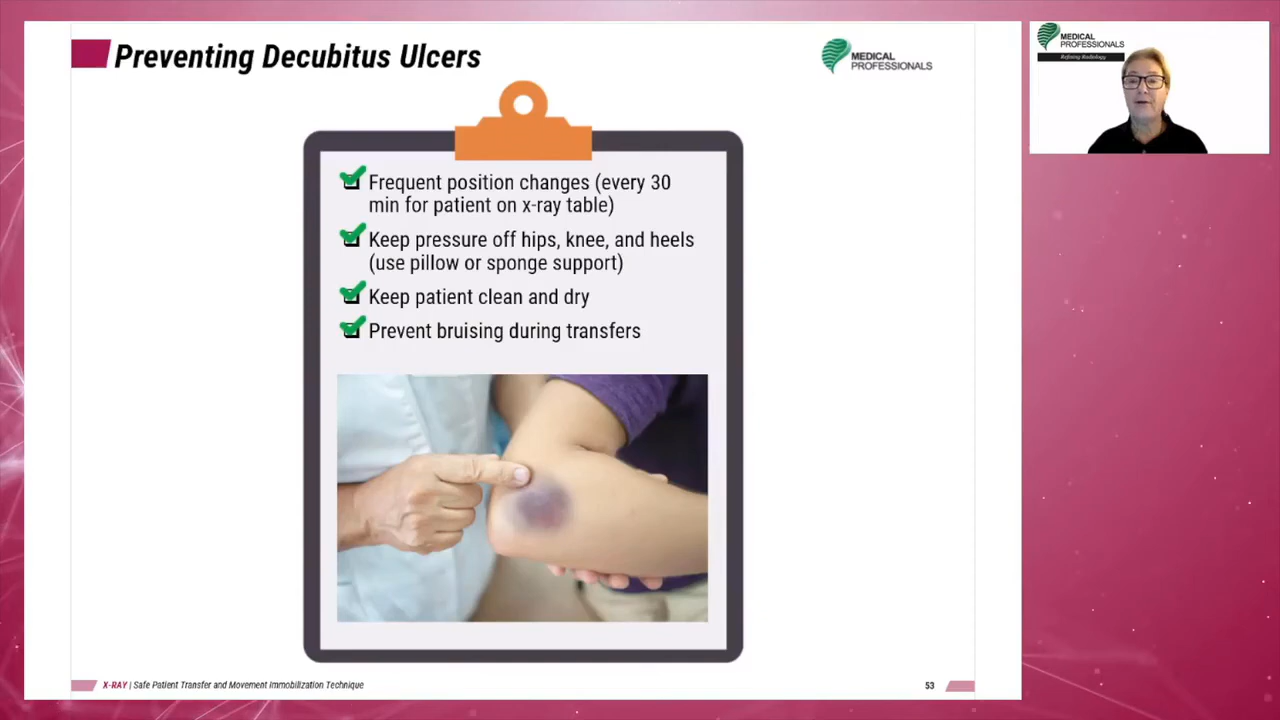 Preventing Decubitus Ulcers
MEDICAL
PROFESSIONALS
Frequent position changes (every 30
min for patient on x-ray table)
Keep pressure off hips, knee, and heels
(use pillow or sponge support)
Keep patient clean and dry
Prevent bruising during transfers
X-RAY | Safe Patient Transfer and Movement Immobilization Technique
53
MEDICAL
PROFESSIONALS
Refining Radiology